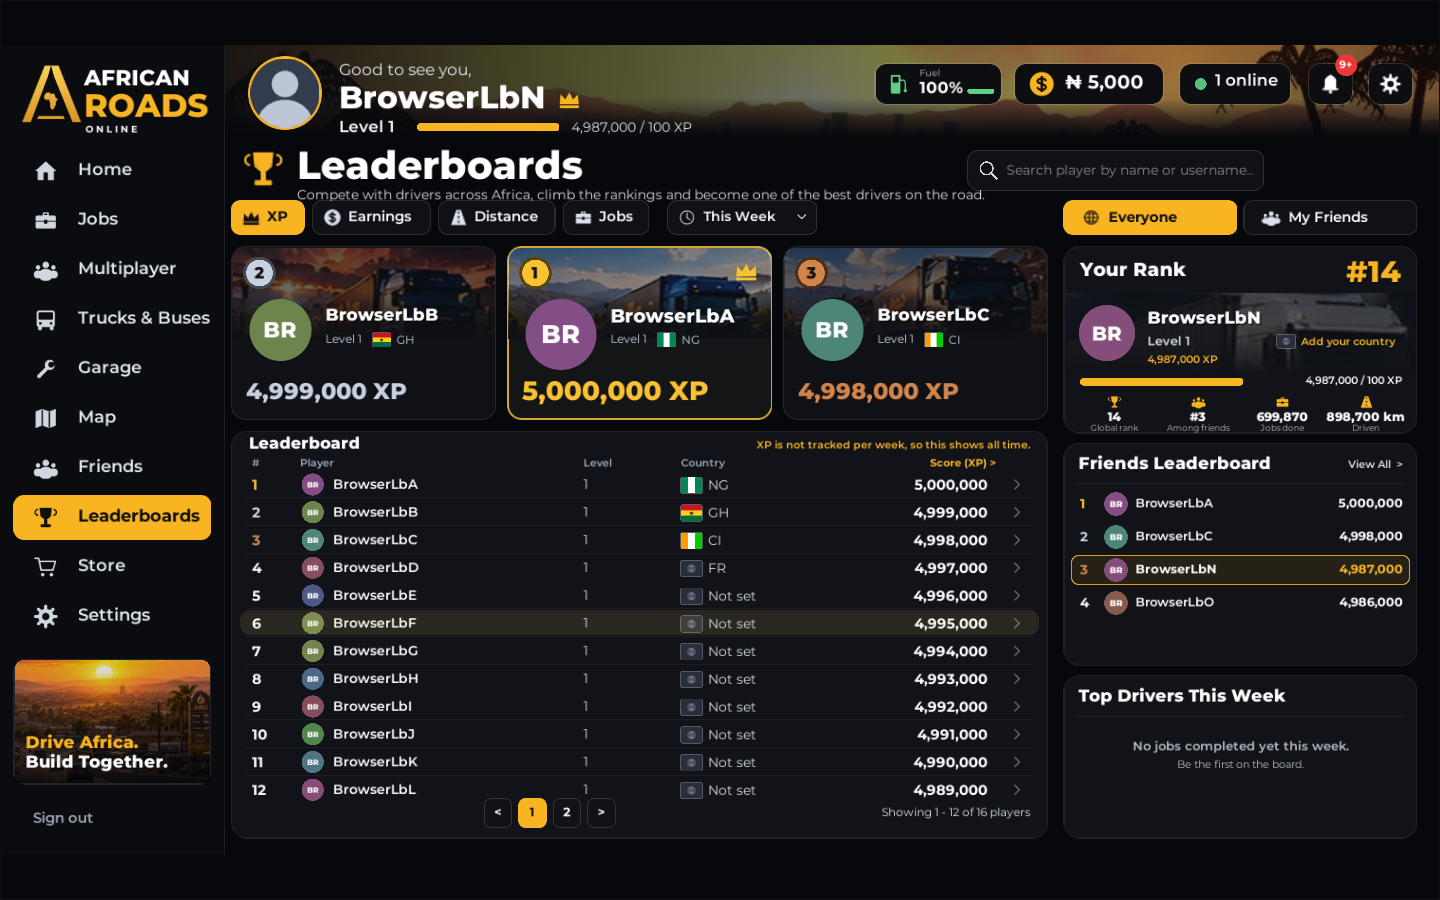 AFRICAN
ROADS
ONLINE
Home
Jobs
Multiplayer
Trucks & Buses
Garage
Map
Friends
Leaderboards
Store
Settings
Drive Africa.
Build Together.
Sign out
Good to see you,
BrowserLbN
Level 1 4,987,000 / 100 XP
Fuel
100%
₦ 5,000
1 online
9+
Leaderboards
Compete with drivers across Africa, climb the rankings and become one of the best drivers on the road.
Search player by name or username...
XP Earnings Distance Jobs This Week
Everyone My Friends
2
BR
BrowserLbB
Level 1 GH
4,999,000 XP
1
BR
BrowserLbA
Level 1 NG
5,000,000 XP
3
BR
BrowserLbC
Level 1 CI
4,998,000 XP
Leaderboard XP is not tracked per week, so this shows all time.
# Player Level Country Score (XP) >
1 BR BrowserLbA 1 NG 5,000,000 >
2 BR BrowserLbB 1 GH 4,999,000 >
3 BR BrowserLbC 1 CI 4,998,000 >
4 BR BrowserLbD 1 FR 4,997,000 >
5 BR BrowserLbE 1 Not set 4,996,000 >
6 BR BrowserLbF 1 Not set 4,995,000 >
7 BR BrowserLbG 1 Not set 4,994,000 >
8 BR BrowserLbH 1 Not set 4,993,000 >
9 BR BrowserLbI 1 Not set 4,992,000 >
10 BR BrowserLbJ 1 Not set 4,991,000 >
11 BR BrowserLbK 1 Not set 4,990,000 >
12 BR BrowserLbL 1 Not set 4,989,000 >
< 1 2 > Showing 1 - 12 of 16 players
Your Rank #14
BR
BrowserLbN
Level 1 Add your country
4,987,000 XP
4,987,000 / 100 XP
14 #3 699,870 898,700 km
Global rank Among friends Jobs done Driven
Friends Leaderboard View All >
1 BR BrowserLbA 5,000,000
2 BR BrowserLbC 4,998,000
3 BR BrowserLbN 4,987,000
4 BR BrowserLbO 4,986,000
Top Drivers This Week
No jobs completed yet this week.
Be the first on the board.